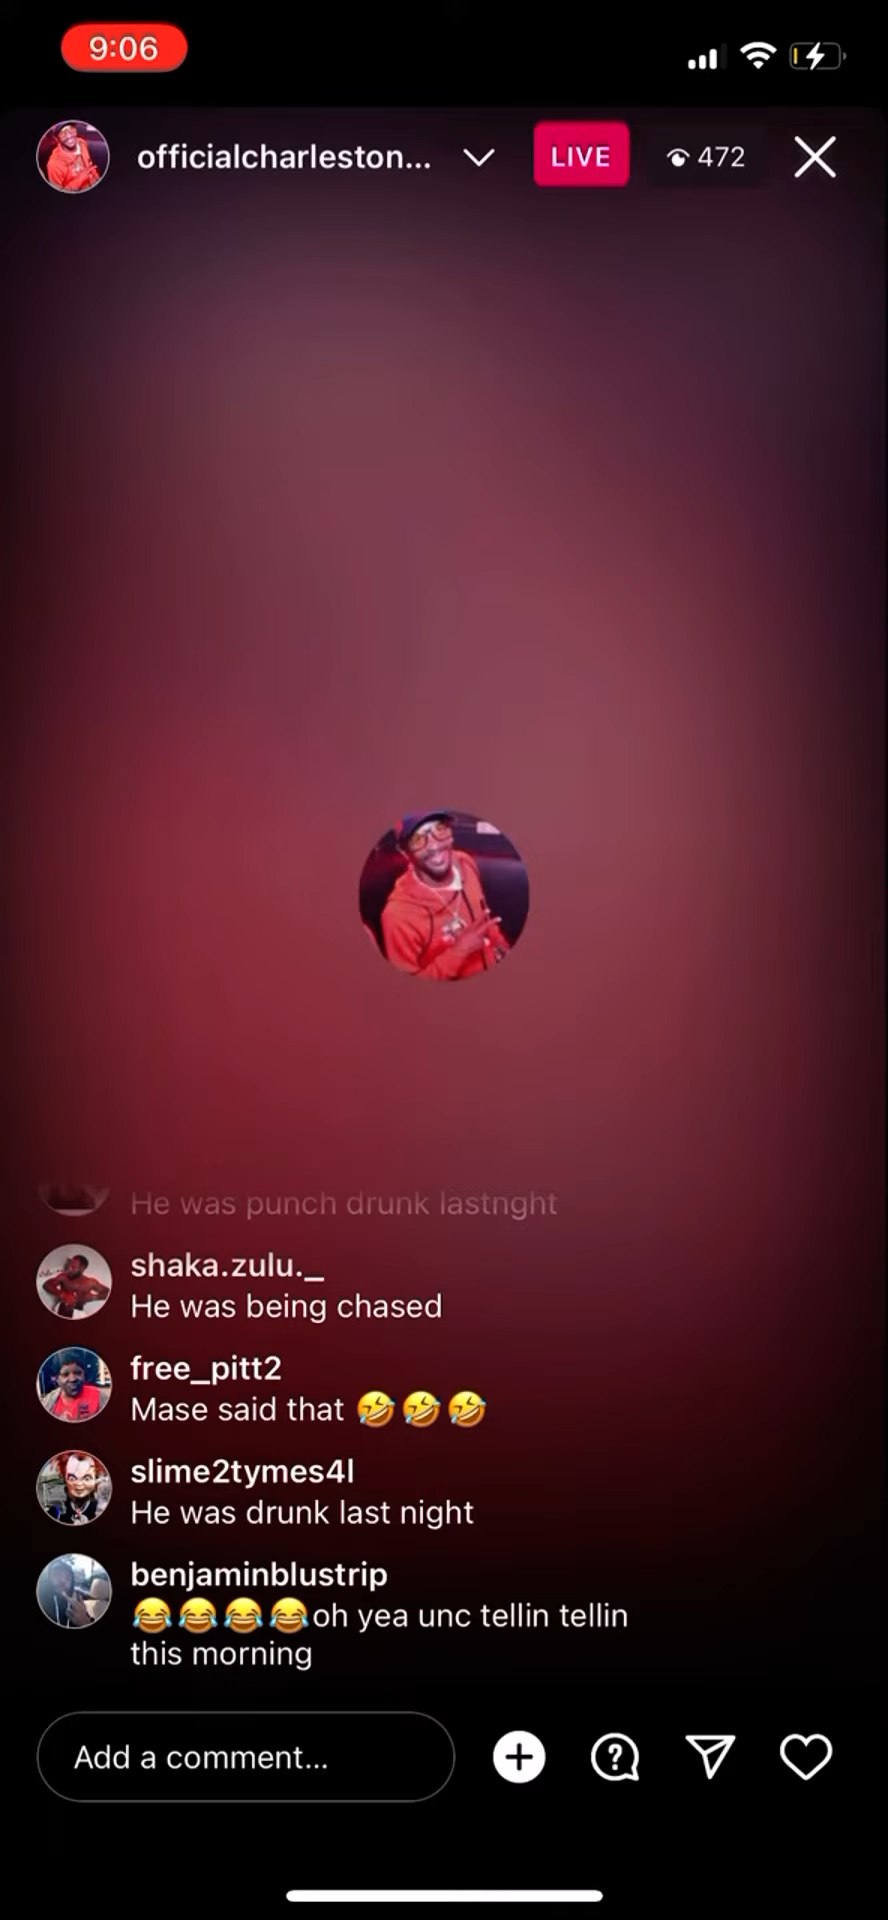 9:06
officialcharleston...
LIVE
472
He was punch drunk lastnght
shaka.zulu._
He was being chased
free_pitt2
Mase said that 🤣🤣🤣
slime2tymes4l
He was drunk last night
benjaminblustrip
😂😂😂😂oh yea unc tellin tellin
this morning
Add a comment...